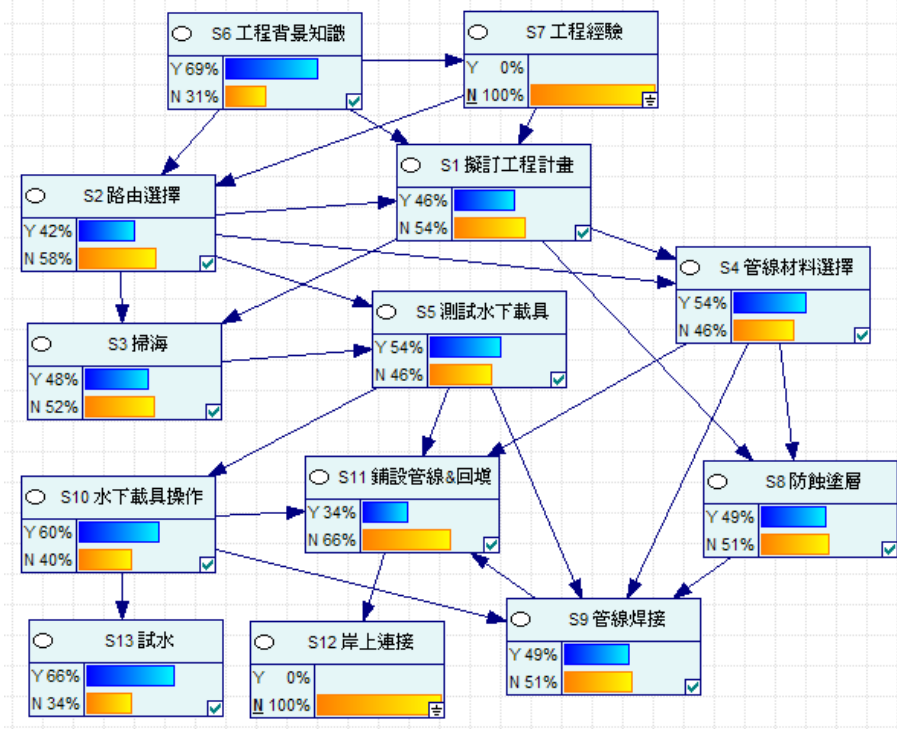 S6 工程背景知識
Y 69%
N 31%
S7 工程經驗
Y 0%
N 100%
S1 擬訂工程計畫
Y 46%
N 54%
S2 路由選擇
Y 42%
N 58%
S4 管線材料選擇
Y 54%
N 46%
S5 測試水下載具
Y 54%
N 46%
S3 掃海
Y 48%
N 52%
S11 鋪設管線&回填
Y 34%
N 66%
S8 防蝕塗層
Y 49%
N 51%
S10 水下載具操作
Y 60%
N 40%
S9 管線焊接
Y 49%
N 51%
S13 試水
Y 66%
N 34%
S12 岸上連接
Y 0%
N 100%